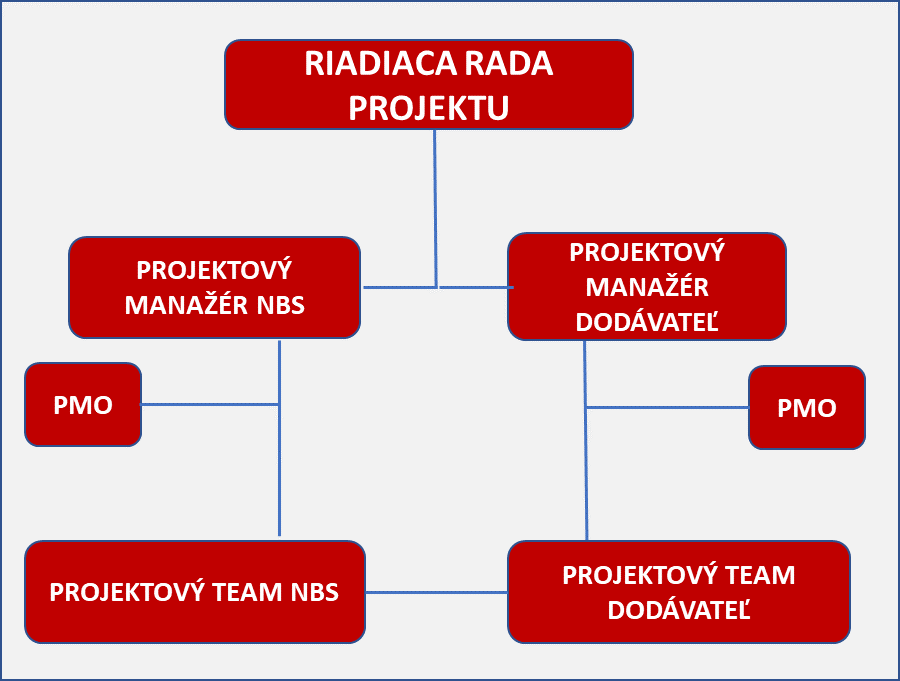 RIADIACA RADA
PROJEKTU
PROJEKTOVÝ
MANAŽÉR NBS
PROJEKTOVÝ
MANAŽÉR
DODÁVATEĽ
PMO
PMO
PROJEKTOVÝ TEAM NBS
PROJEKTOVÝ TEAM
DODÁVATEĽ